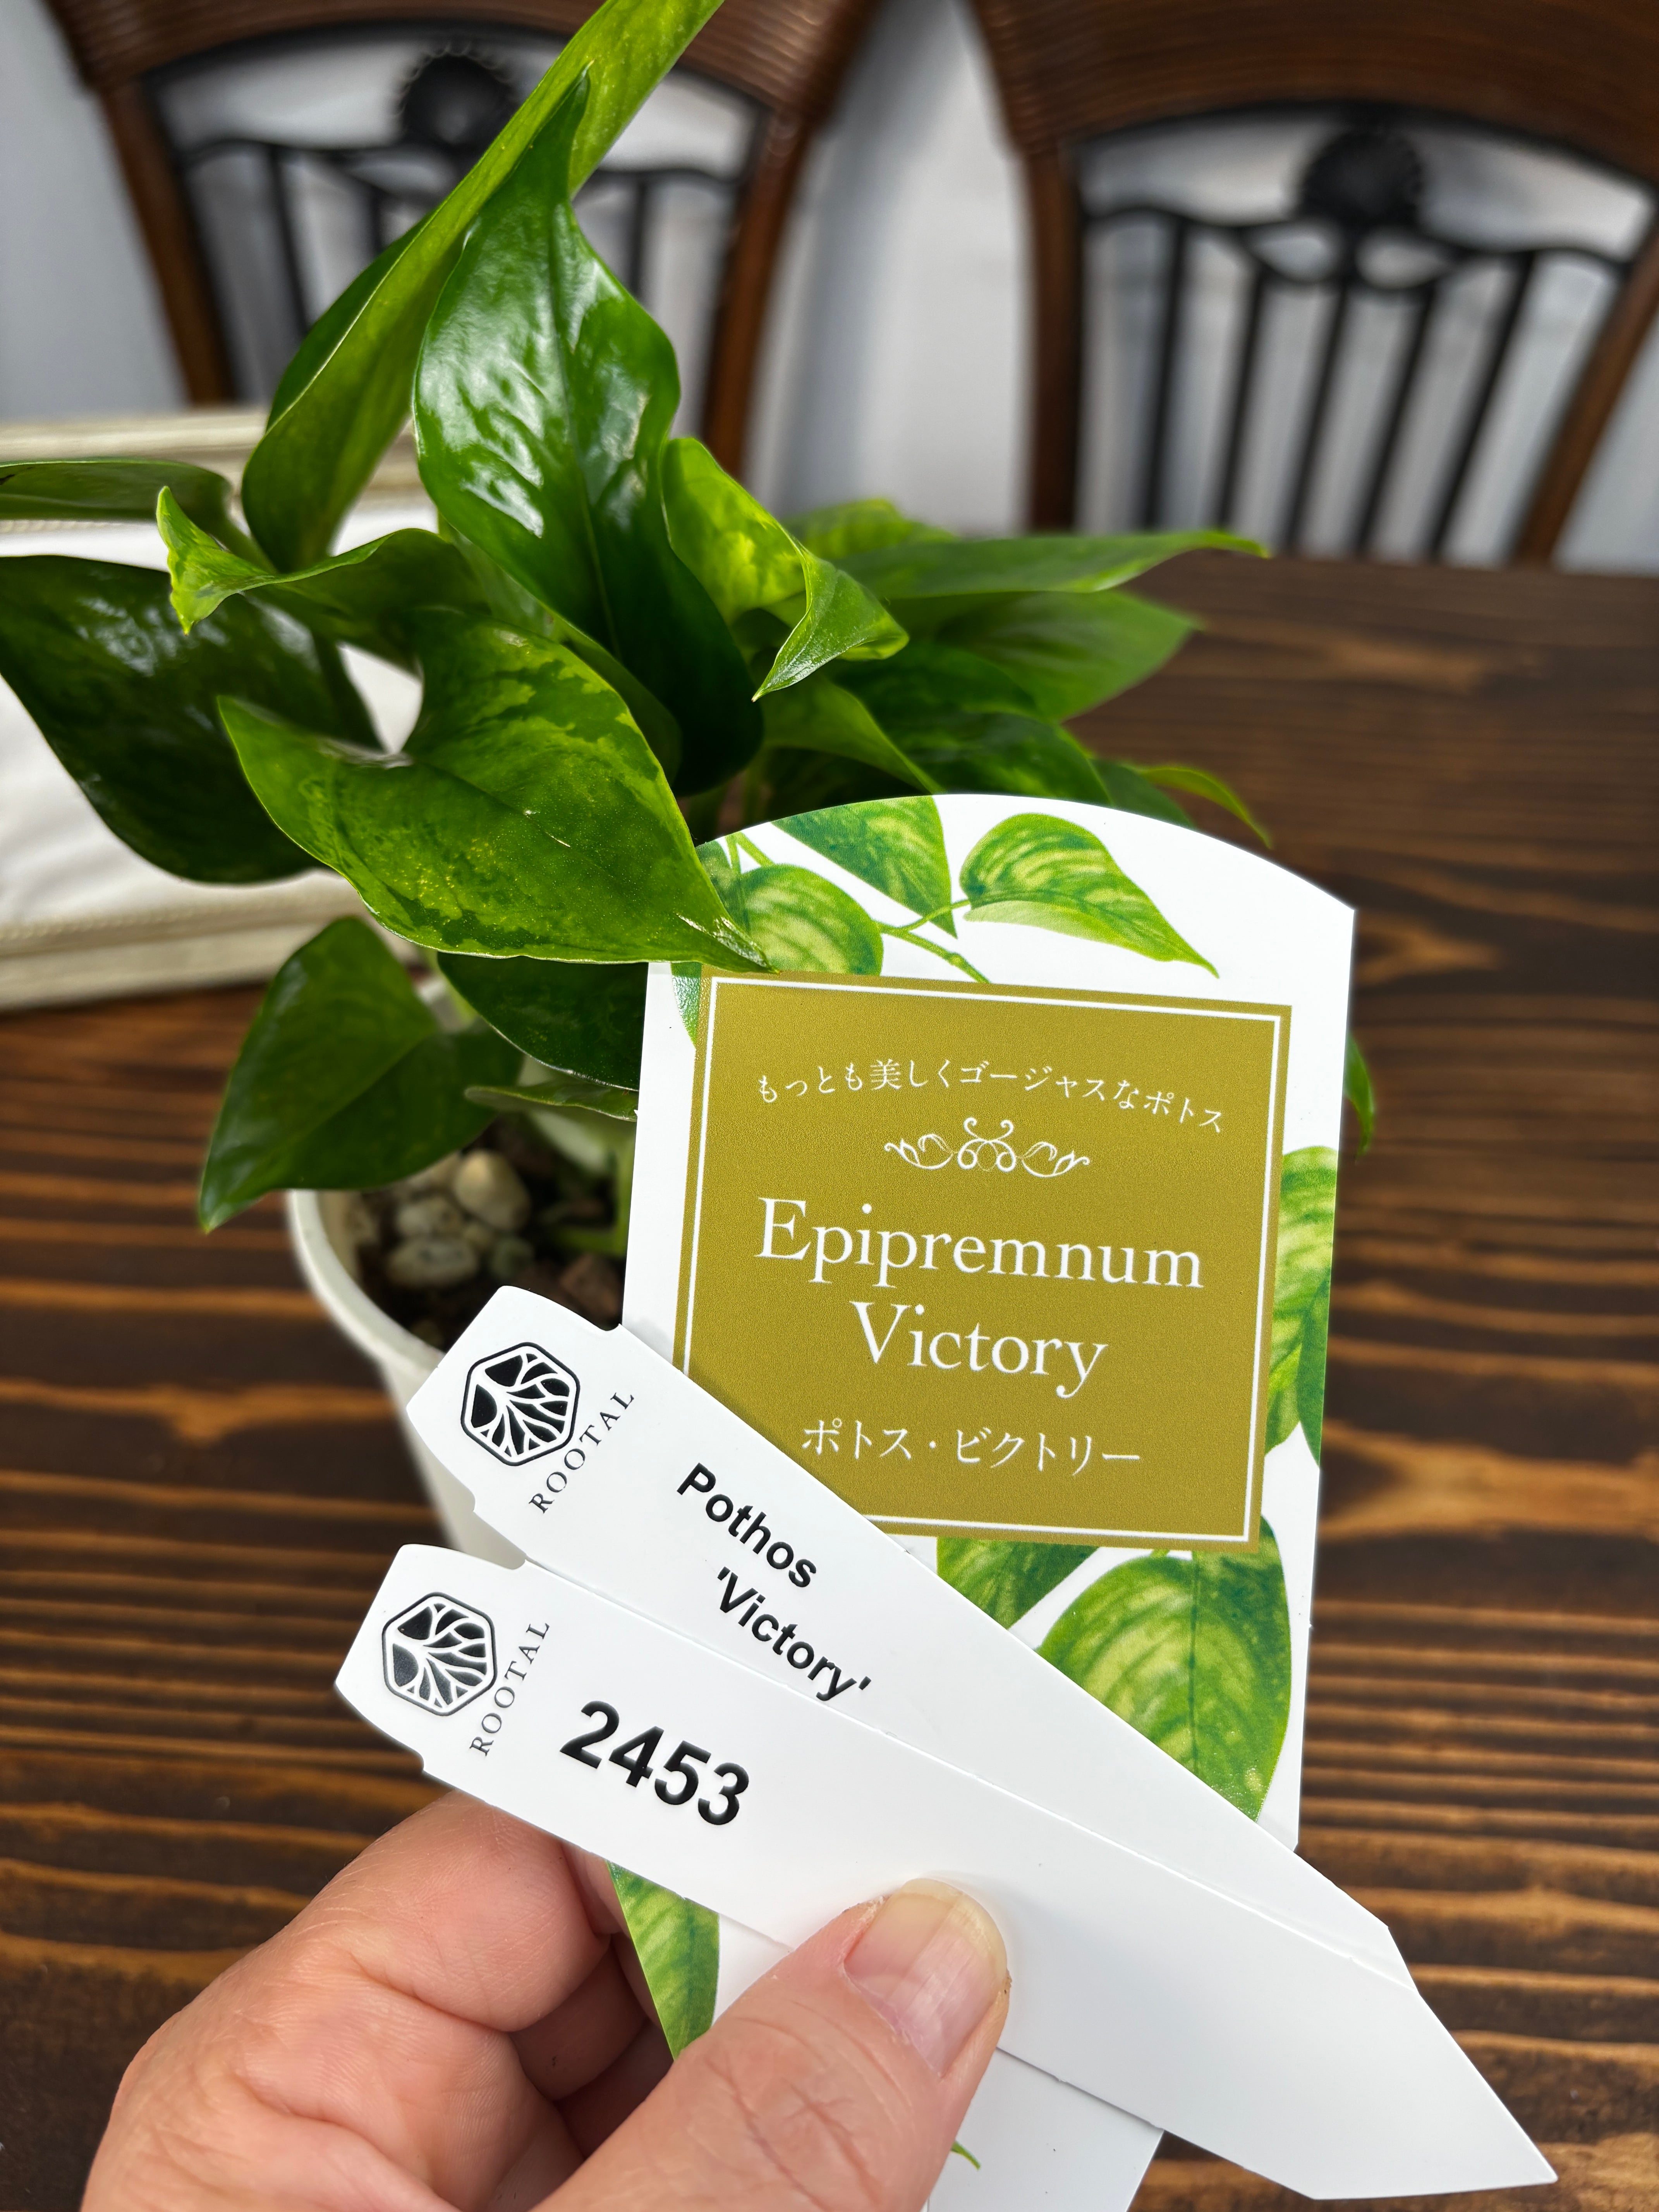 もっとも美しくゴージャスなポトス
Epipremnum
Victory
ポトス・ビクトリー
ROOTAL
Pothos
'Victory'
ROOTAL
2453